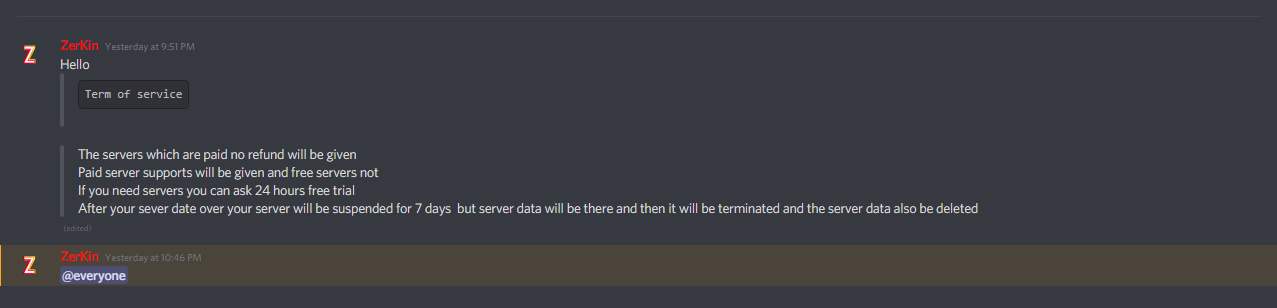 Z
ZerKin Yesterday at 9:51 PM
Hello
Term of service
The servers which are paid no refund will be given
Paid server supports will be given and free servers not
If you need servers you can ask 24 hours free trial
After your sever date over your server will be suspended for 7 days but server data will be there and then it will be terminated and the server data also be deleted
(edited)
Z
ZerKin Yesterday at 10:46 PM
@everyone